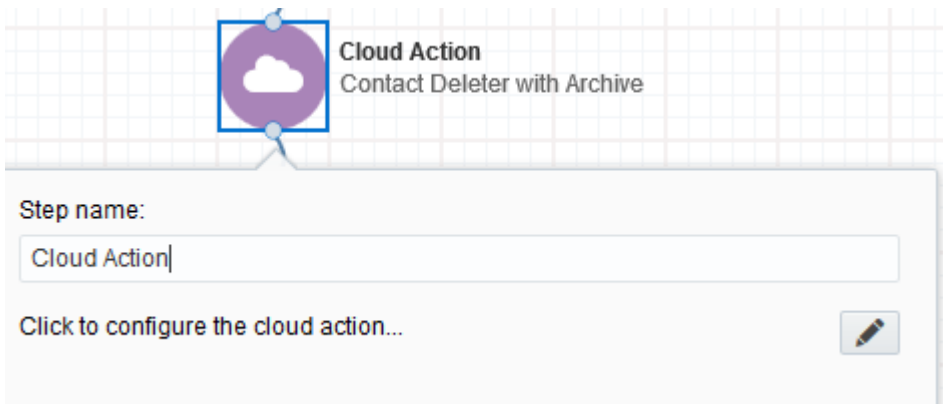 Cloud Action
Contact Deleter with Archive
Step name:
Cloud Action
Click to configure the cloud action...